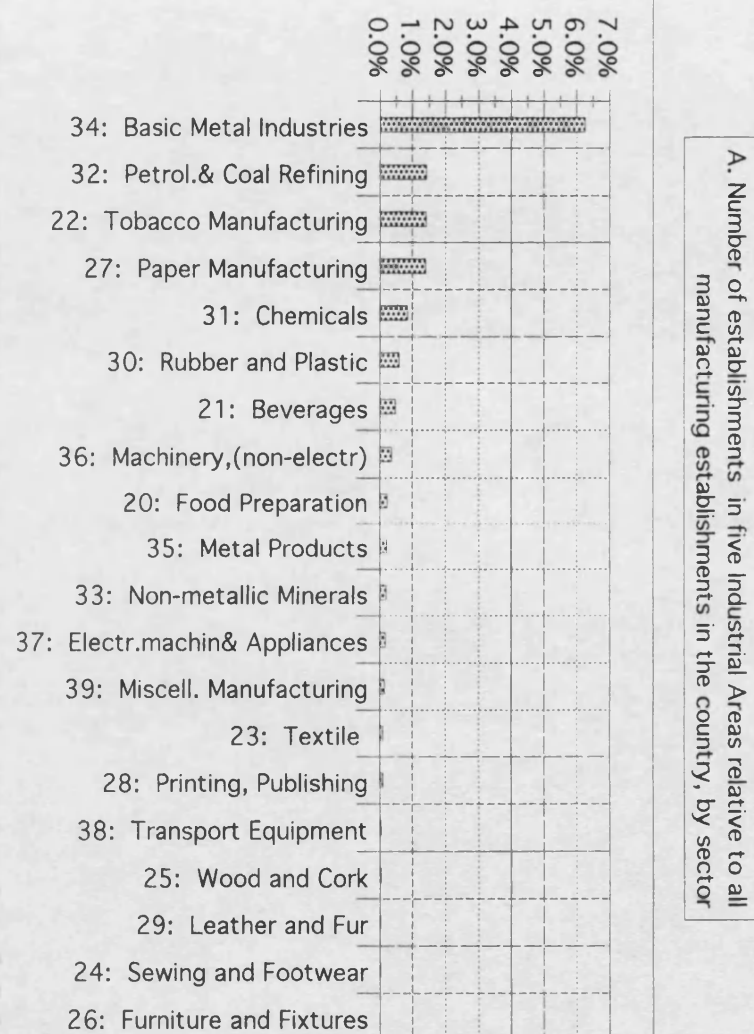 A. Number of establishments in five Industrial Areas relative to all
manufacturing establishments in the country, by sector
7.0%
6.0%
5.0%
4.0%
3.0%
2.0%
1.0%
0.0%
34: Basic Metal Industries
32: Petrol.& Coal Refining
22: Tobacco Manufacturing
27: Paper Manufacturing
31: Chemicals
30: Rubber and Plastic
21: Beverages
36: Machinery,(non-electr)
20: Food Preparation
35: Metal Products
33: Non-metallic Minerals
37: Electr.machin& Appliances
39: Miscell. Manufacturing
23: Textile
28: Printing, Publishing
38: Transport Equipment
25: Wood and Cork
29: Leather and Fur
24: Sewing and Footwear
26: Furniture and Fixtures